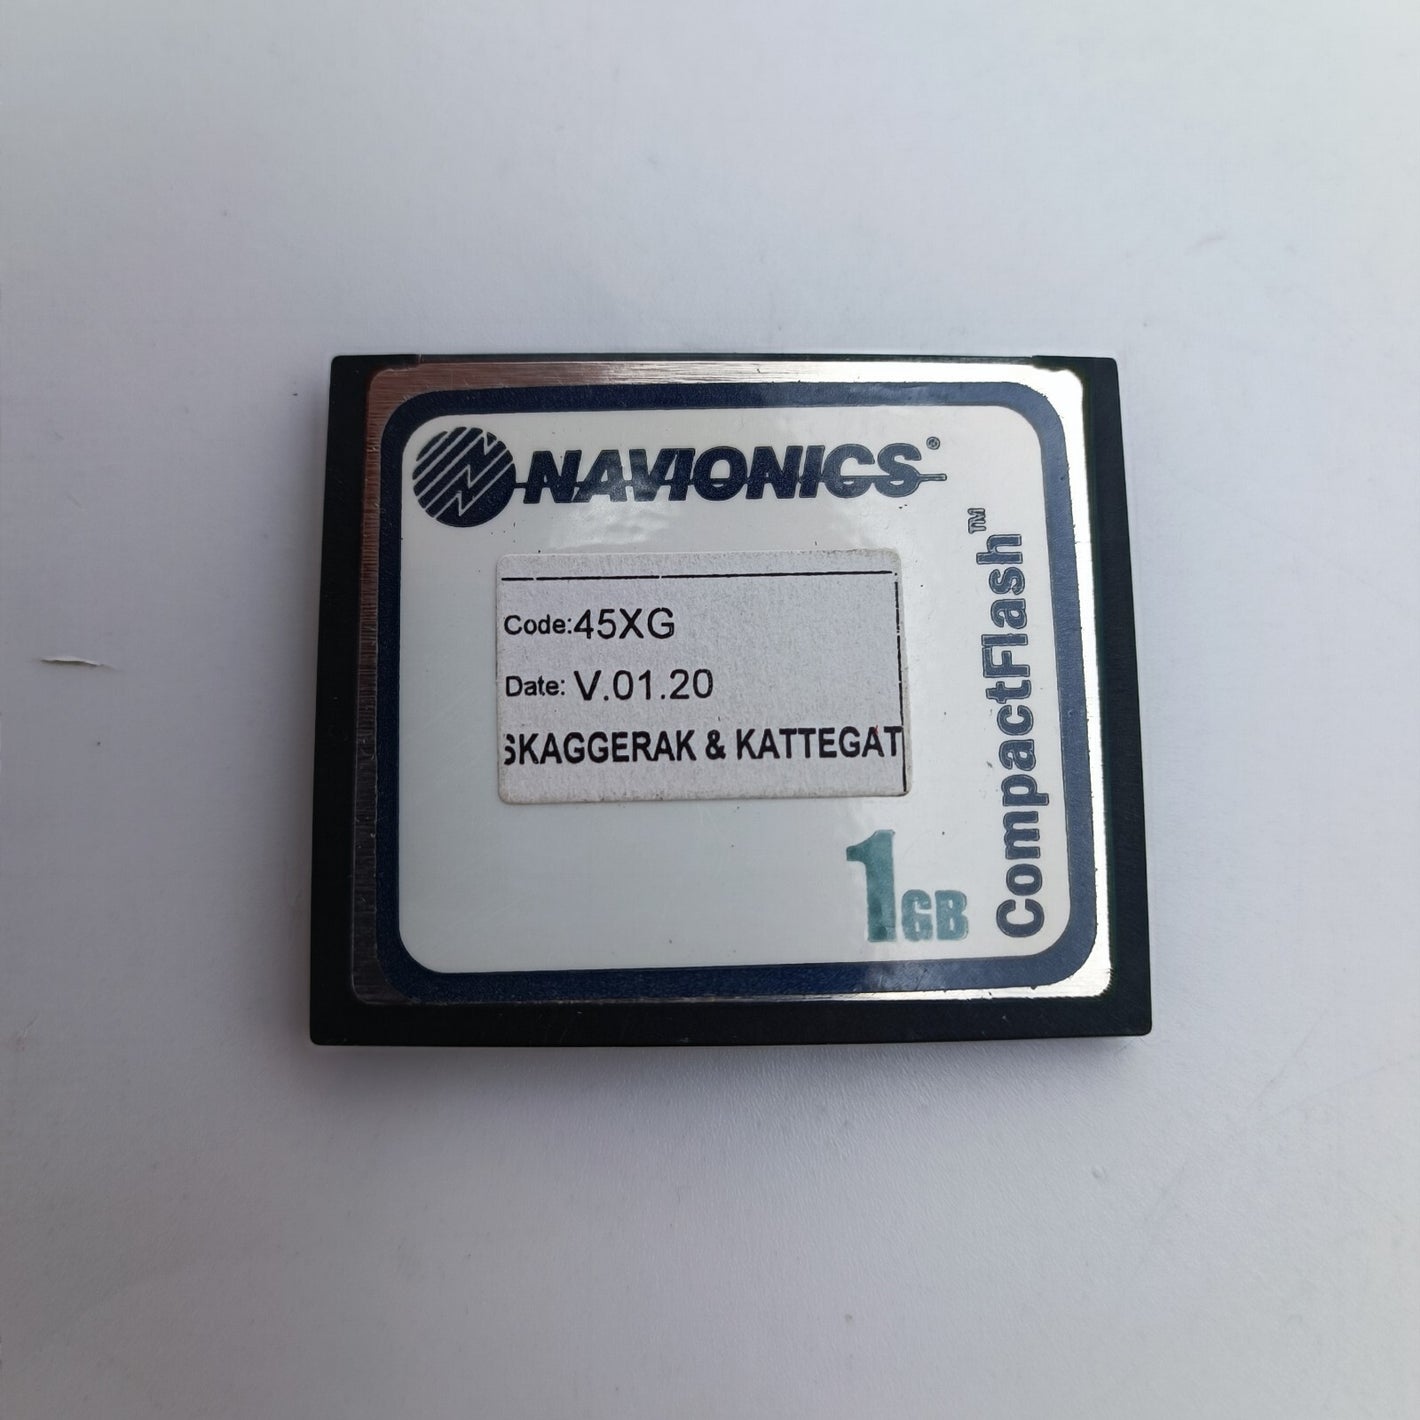 NAVIONICS®
CompactFlash™
Code:45XG
Date: V.01.20
SKAGGERAK & KATTEGAT
1GB